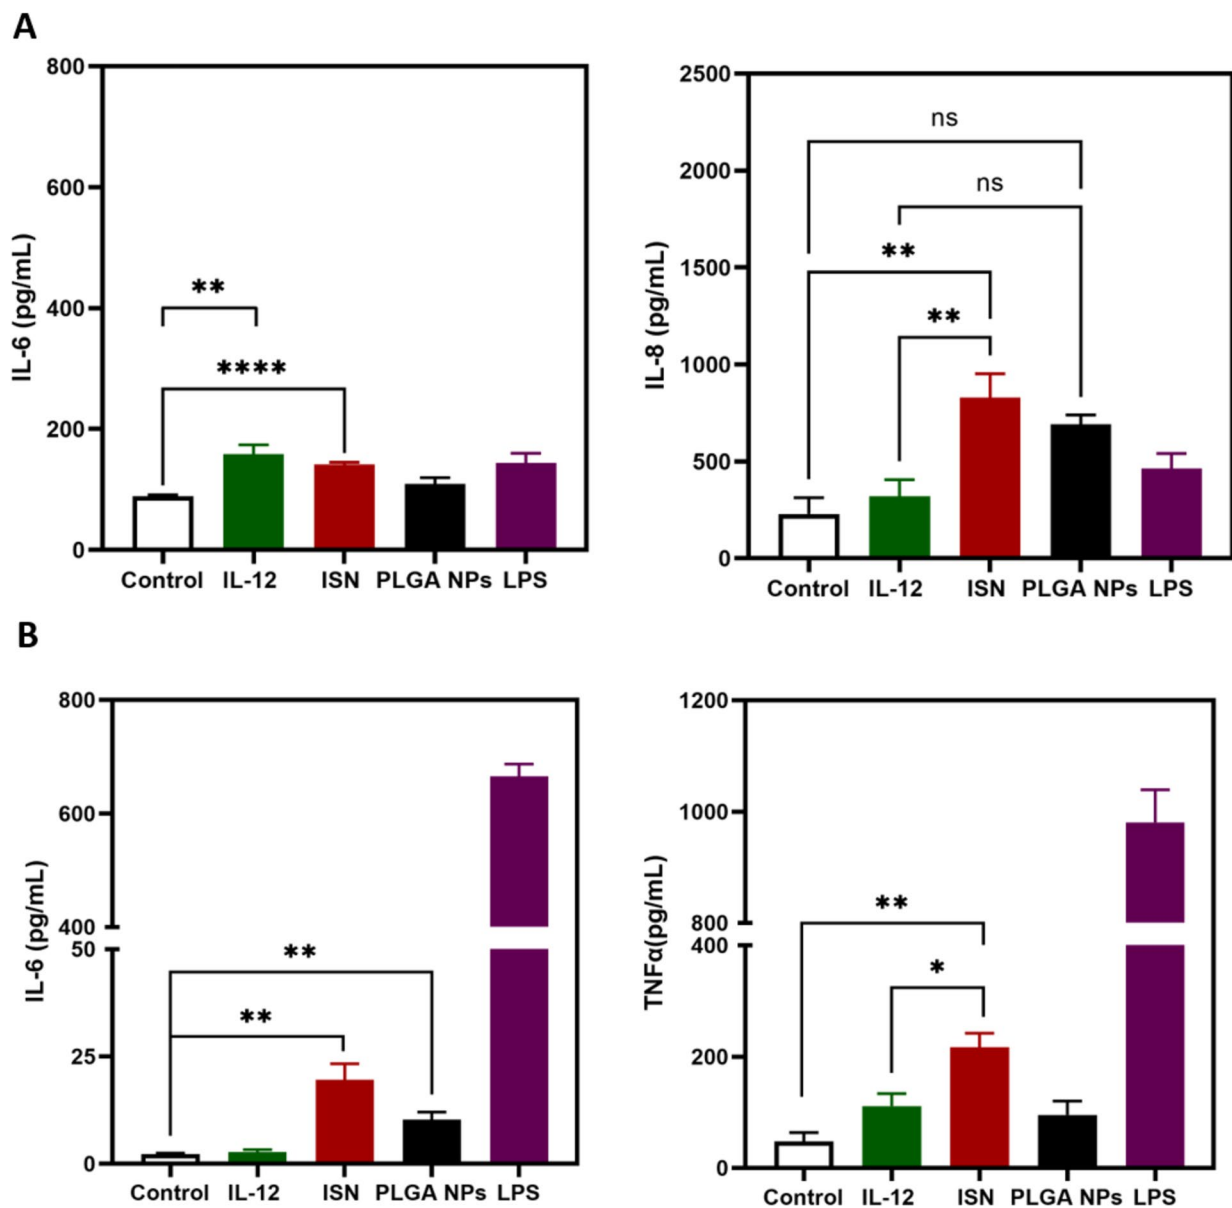 A
IL-6 (pg/mL)
800
600
400
200
0
**
****
Control IL-12 ISN PLGA NPs LPS
IL-8 (pg/mL)
2500
2000
1500
1000
500
0
ns
ns
**
**
Control IL-12 ISN PLGA NPs LPS
B
IL-6 (pg/mL)
800
600
400
50
25
0
**
**
Control IL-12 ISN PLGA NPs LPS
TNFα(pg/mL)
1200
1000
800
400
200
0
**
*
Control IL-12 ISN PLGA NPs LPS